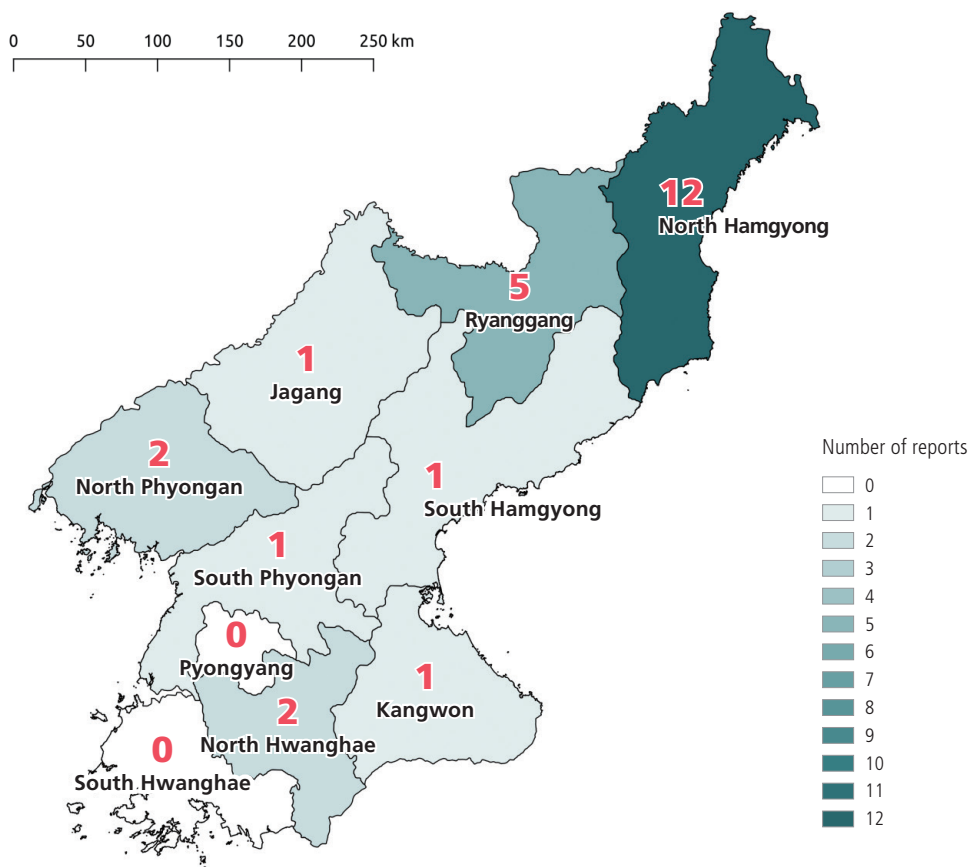 0 50 100 150 200 250 km
12
North Hamgyong
5
Ryanggang
1
Jagang
2
North Phyongan
1
South Hamgyong
1
South Phyongan
0
Pyongyang
1
Kangwon
2
North Hwanghae
0
South Hwanghae
Number of reports
0
1
2
3
4
5
6
7
8
9
10
11
12